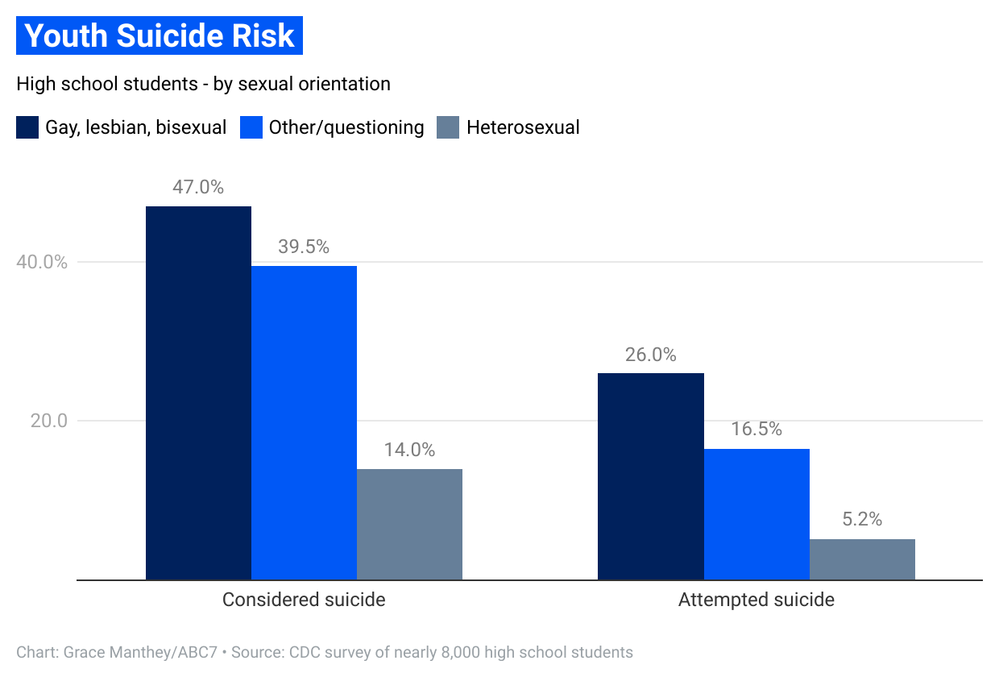 Youth Suicide Risk
High school students - by sexual orientation
Gay, lesbian, bisexual Other/questioning Heterosexual
47.0%
39.5%
40.0%
26.0%
20.0
16.5%
14.0%
5.2%
Considered suicide Attempted suicide
Chart: Grace Manthey/ABC7 • Source: CDC survey of nearly 8,000 high school students